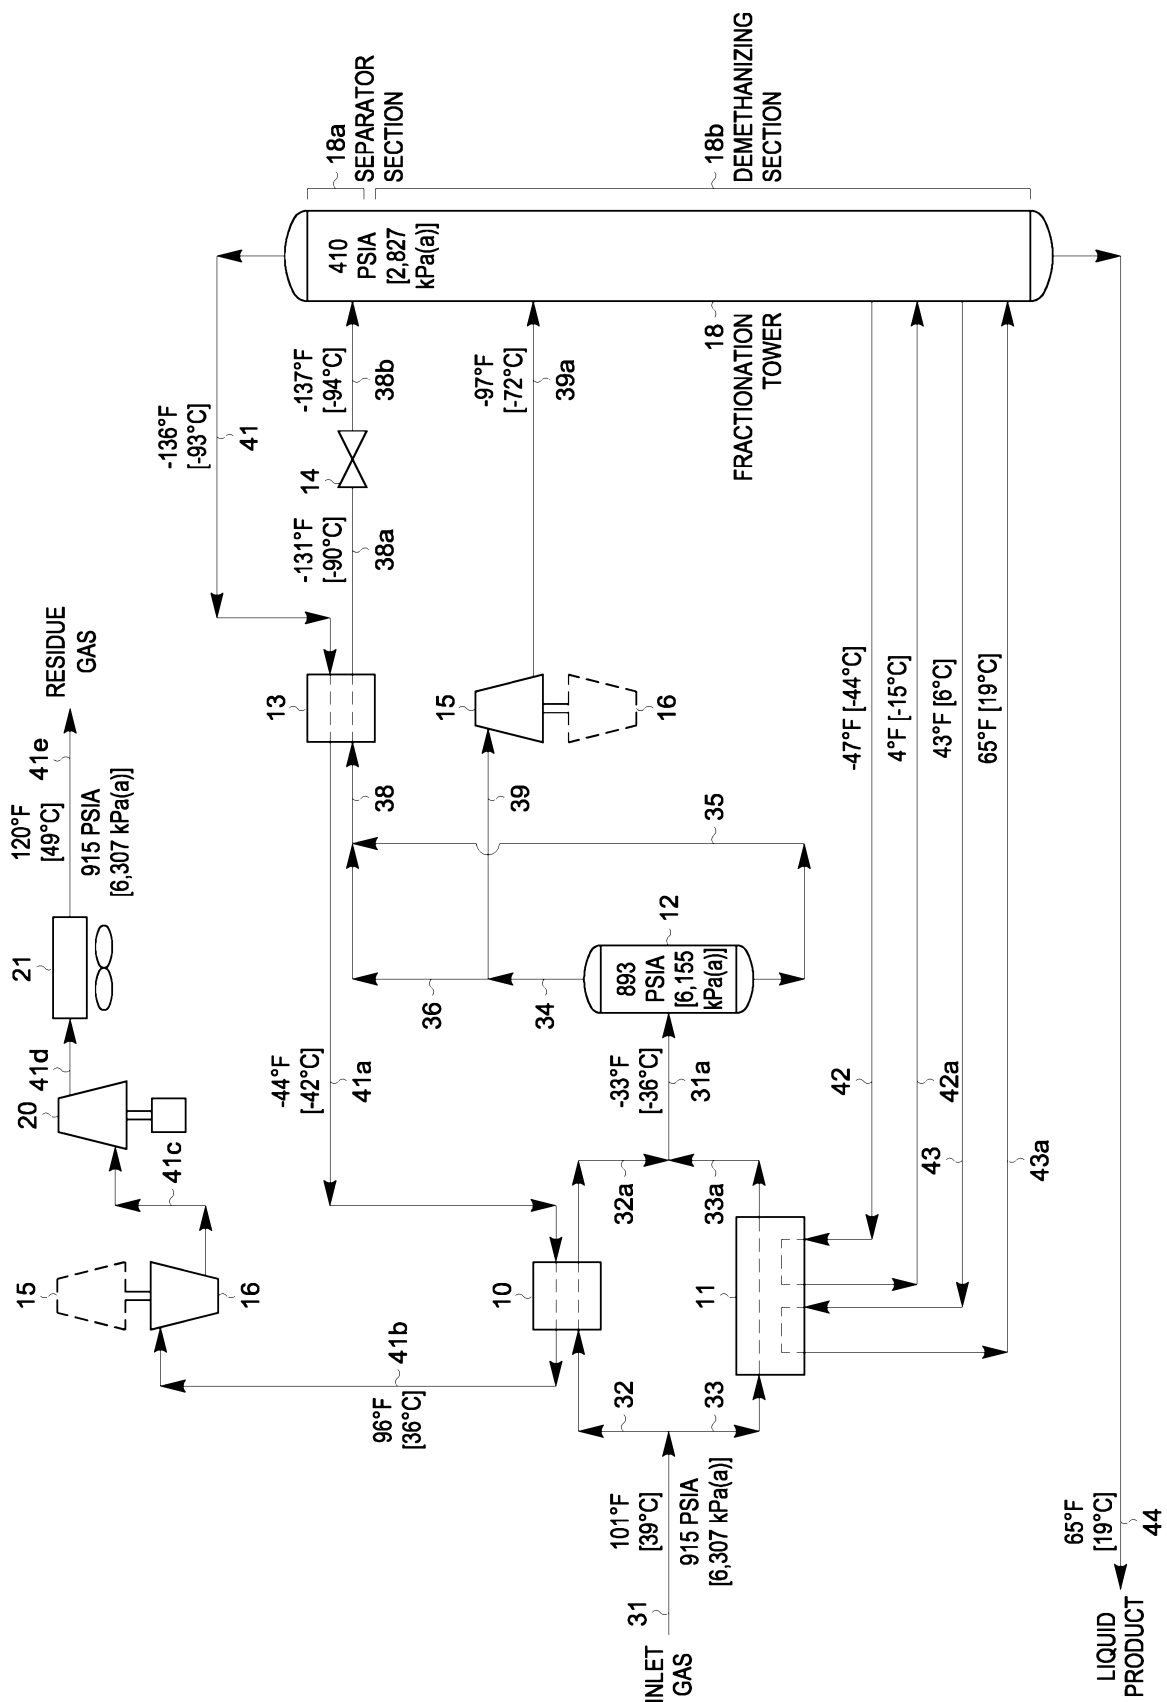 RESIDUE
GAS
120°F
[49°C]
41e
915 PSIA
[6,307 kPa(a)]
21
41d
20
41c
15
16
41b
96°F
[36°C]
-136°F
[-93°C]
41
-44°F
[-42°C]
41a
13
-131°F
[-90°C]
38a
14
-137°F
[-94°C]
38b
38
15
16
39
-97°F
[-72°C]
39a
35
36
34
12
893
PSIA
[6,155
kPa(a)]
-33°F
[-36°C]
31a
10
32a
33a
11
32
33
101°F
[39°C]
915 PSIA
[6,307 kPa(a)]
31
INLET
GAS
18a
SEPARATOR
SECTION
410
PSIA
[2,827
kPa(a)]
18b
DEMETHANIZING
SECTION
18
FRACTIONATION
TOWER
-47°F [-44°C]
4°F [-15°C]
43°F [6°C]
65°F [19°C]
42
42a
43
43a
65°F
[19°C]
44
LIQUID
PRODUCT